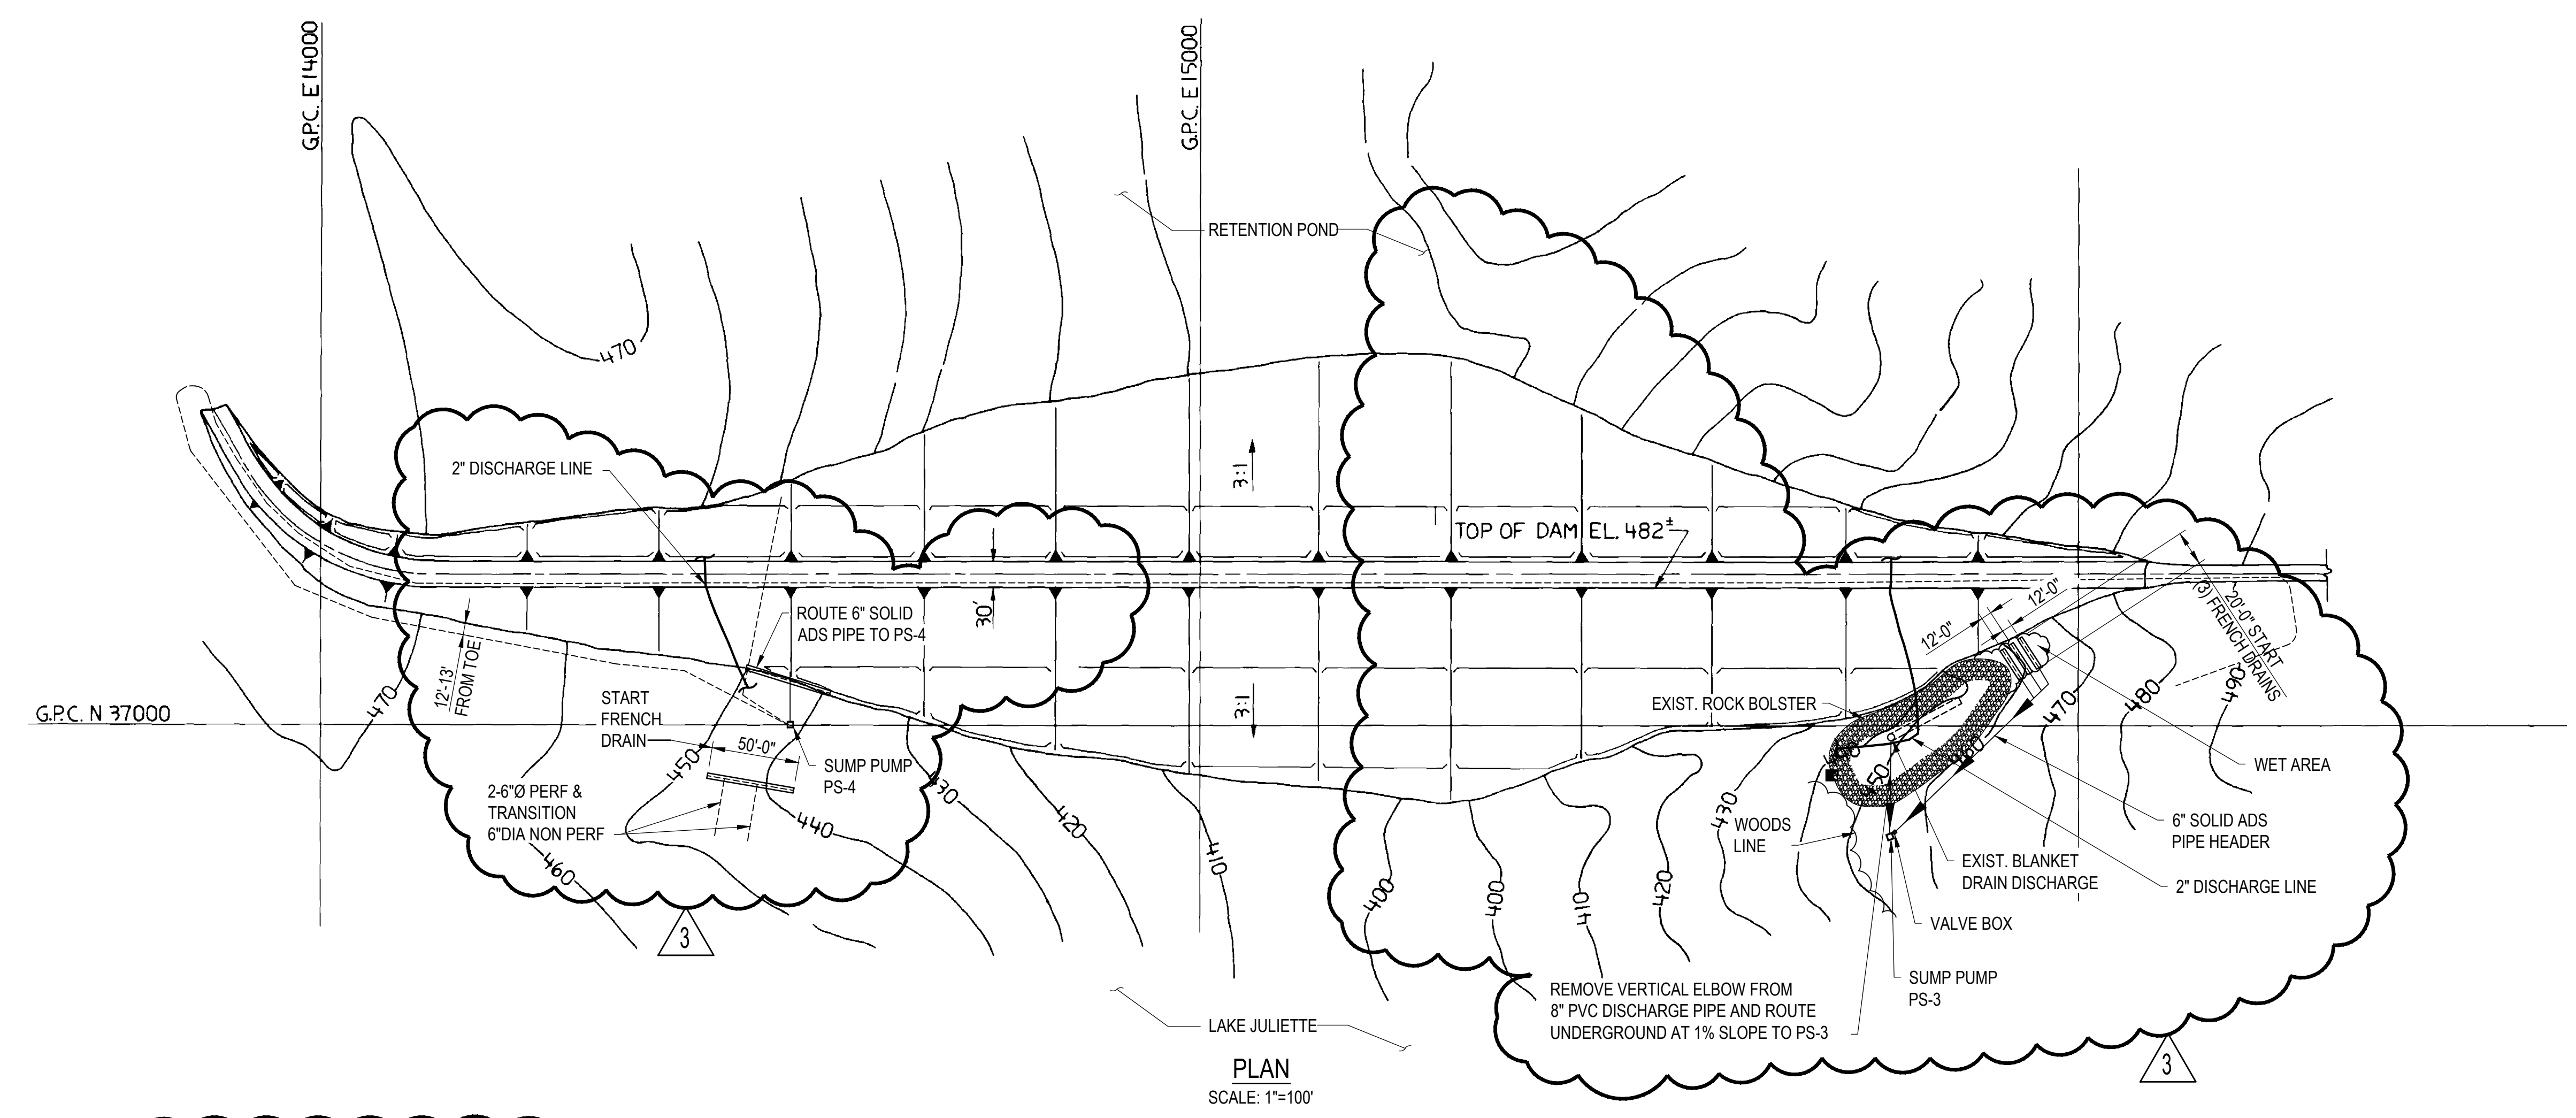 G.P.C. E 14000
G.P.C. E 15000
RETENTION POND
470
2" DISCHARGE LINE
3:1
TOP OF DAM EL. 482±
30'
ROUTE 6" SOLID
ADS PIPE TO PS-4
12'-0"
12'-0"
20'-0" START
(3) FRENCH DRAINS
12'-13'
FROM TOE
G.P.C. N 37000
470
START
FRENCH
DRAIN
50'-0"
450
SUMP PUMP
PS-4
2-6"Ø PERF &
TRANSITION
6"DIA NON PERF
440
460
430
420
410
3:1
EXIST. ROCK BOLSTER
470
480
490
WET AREA
450
460
400
400
410
420
430
WOODS
LINE
6" SOLID ADS
PIPE HEADER
EXIST. BLANKET
DRAIN DISCHARGE
2" DISCHARGE LINE
VALVE BOX
SUMP PUMP
PS-3
REMOVE VERTICAL ELBOW FROM
8" PVC DISCHARGE PIPE AND ROUTE
UNDERGROUND AT 1% SLOPE TO PS-3
3
3
LAKE JULIETTE
PLAN
SCALE: 1"=100'